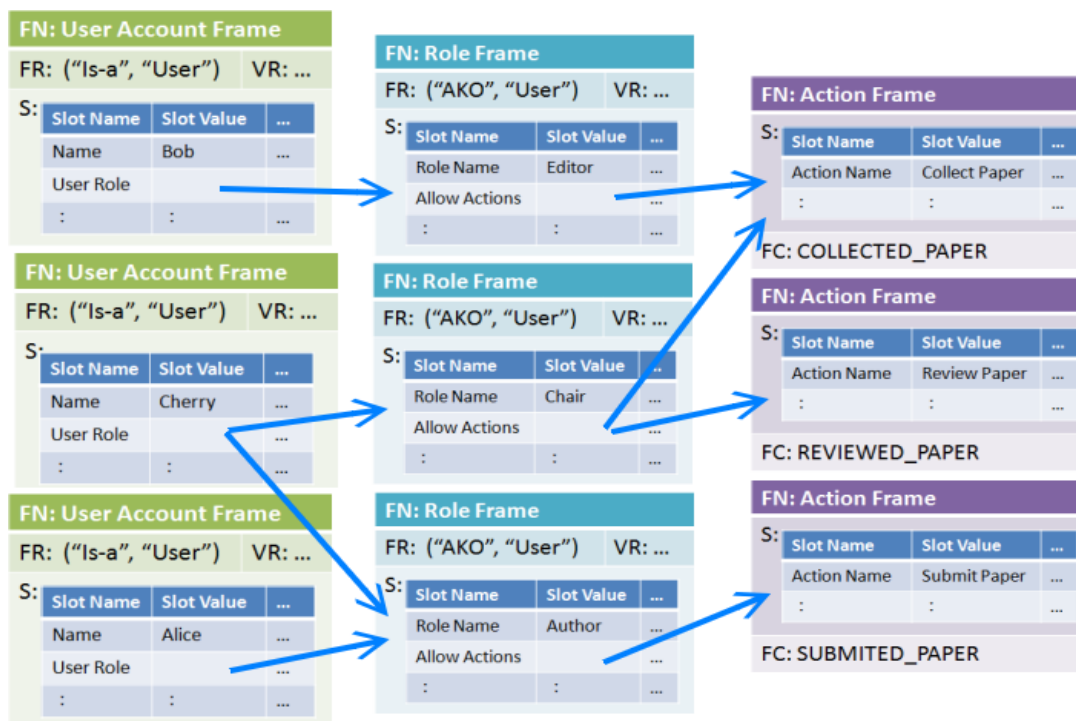 FN: User Account Frame
FR: ("Is-a", "User") VR: ...
S:
Slot Name Slot Value ...
Name Bob ...
User Role
: : ...
FN: User Account Frame
FR: ("Is-a", "User") VR: ...
S:
Slot Name Slot Value ...
Name Cherry ...
User Role ...
: : ...
FN: User Account Frame
FR: ("Is-a", "User") VR: ...
S:
Slot Name Slot Value ...
Name Alice ...
User Role ...
: : ...
FN: Role Frame
FR: ("AKO", "User") VR: ...
S:
Slot Name Slot Value ...
Role Name Editor ...
Allow Actions ...
: : ...
FN: Role Frame
FR: ("AKO", "User") VR: ...
S:
Slot Name Slot Value ...
Role Name Chair ...
Allow Actions ...
: : ...
FN: Role Frame
FR: ("AKO", "User") VR: ...
S:
Slot Name Slot Value ...
Role Name Author ...
Allow Actions ...
: : ...
FN: Action Frame
S:
Slot Name Slot Value ...
Action Name Collect Paper ...
: : ...
FC: COLLECTED_PAPER
FN: Action Frame
S:
Slot Name Slot Value ...
Action Name Review Paper ...
: : ...
FC: REVIEWED_PAPER
FN: Action Frame
S:
Slot Name Slot Value ...
Action Name Submit Paper ...
: : ...
FC: SUBMITED_PAPER